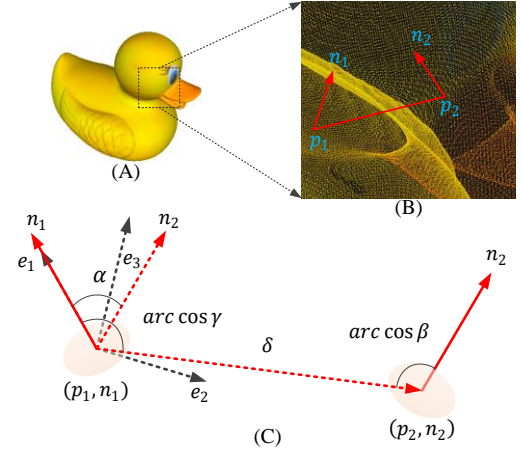 (A)
n₁
n₂
p₁
p₂
(B)
n₁
n₂
n₂
e₁
α
e₃
arc cos γ
arc cos β
δ
e₂
(p₁, n₁)
(p₂, n₂)
(C)